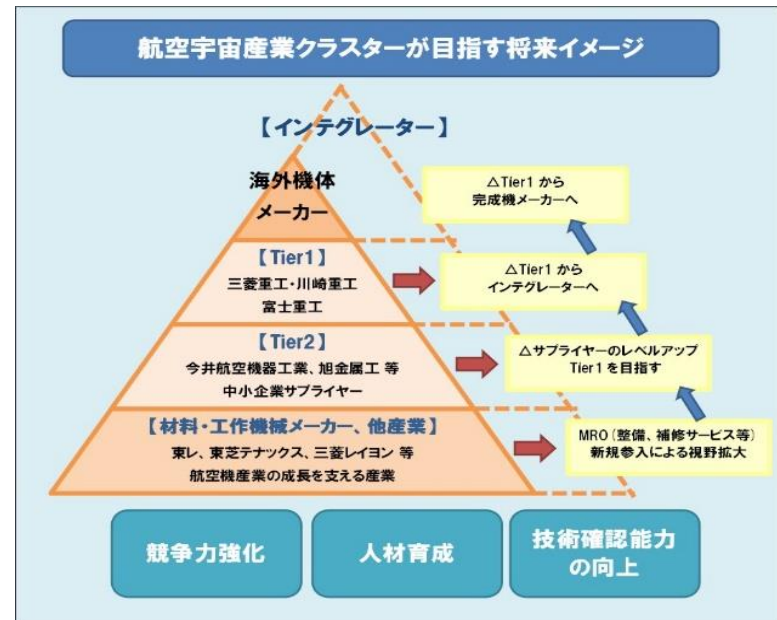 航空宇宙産業クラスターが目指す将来イメージ
【インテグレーター】
海外機体
メーカー
△Tier1 から
完成機メーカーへ
【Tier1】
三菱重工・川崎重工
富士重工
△Tier1 から
インテグレーターへ
【Tier2】
今井航空機器工業、旭金属工 等
中小企業サプライヤー
△サプライヤーのレベルアップ
Tier1を目指す
【材料・工作機械メーカー、他産業】
東レ、東芝テナックス、三菱レイヨン 等
航空機産業の成長を支える産業
MRO(整備、補修サービス等)
新規参入による視野拡大
競争力強化
人材育成
技術確認能力
の向上